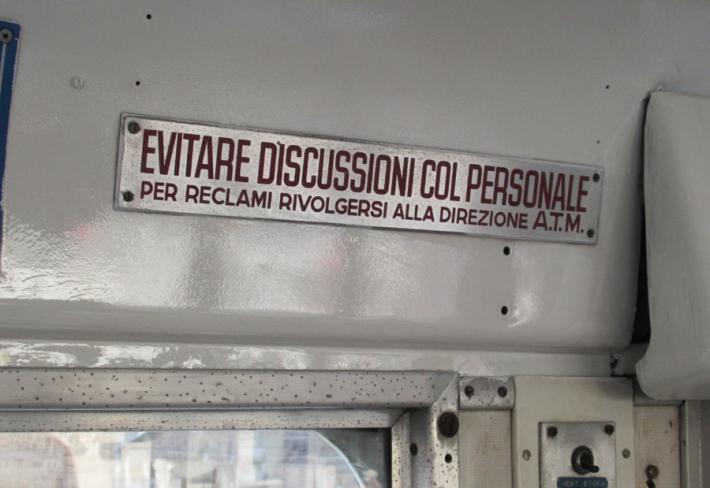 EVITARE DISCUSSIONI COL PERSONALE
PER RECLAMI RIVOLGERSI ALLA DIREZIONE A.T.M.